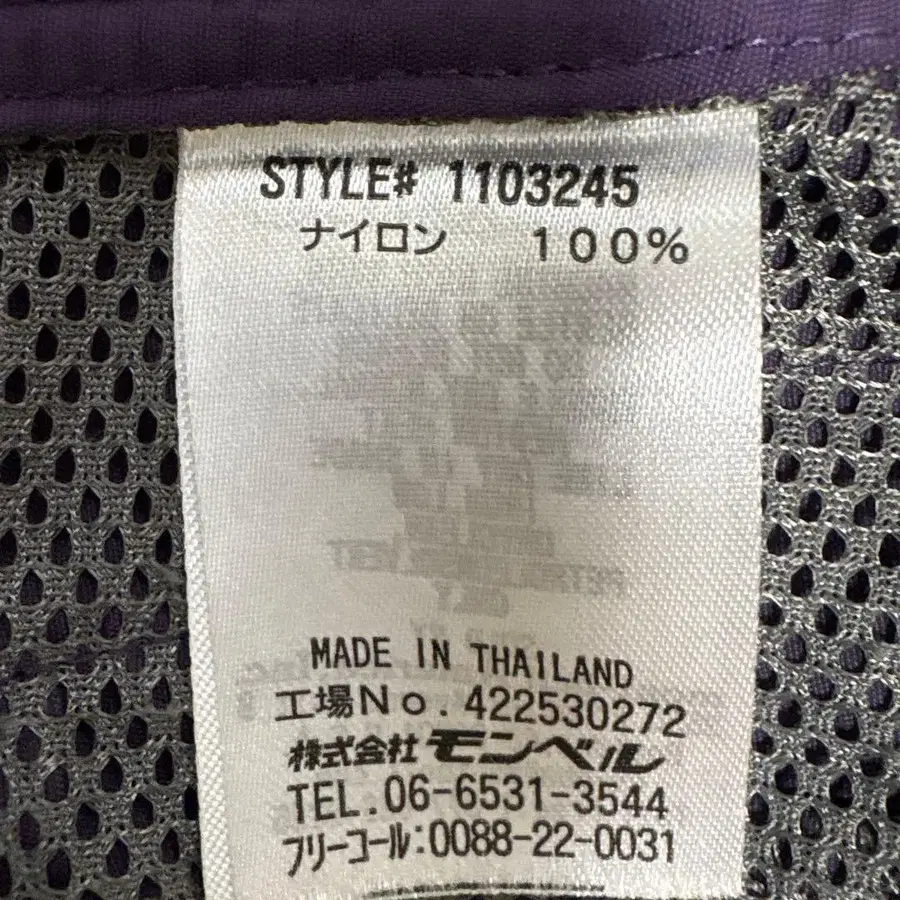 STYLE# 1103245
ナイロン 100%
MADE IN THAILAND
工場No.422530272
株式会社モンベル
TEL.06-6531-3544
フリーコール:0088-22-0031